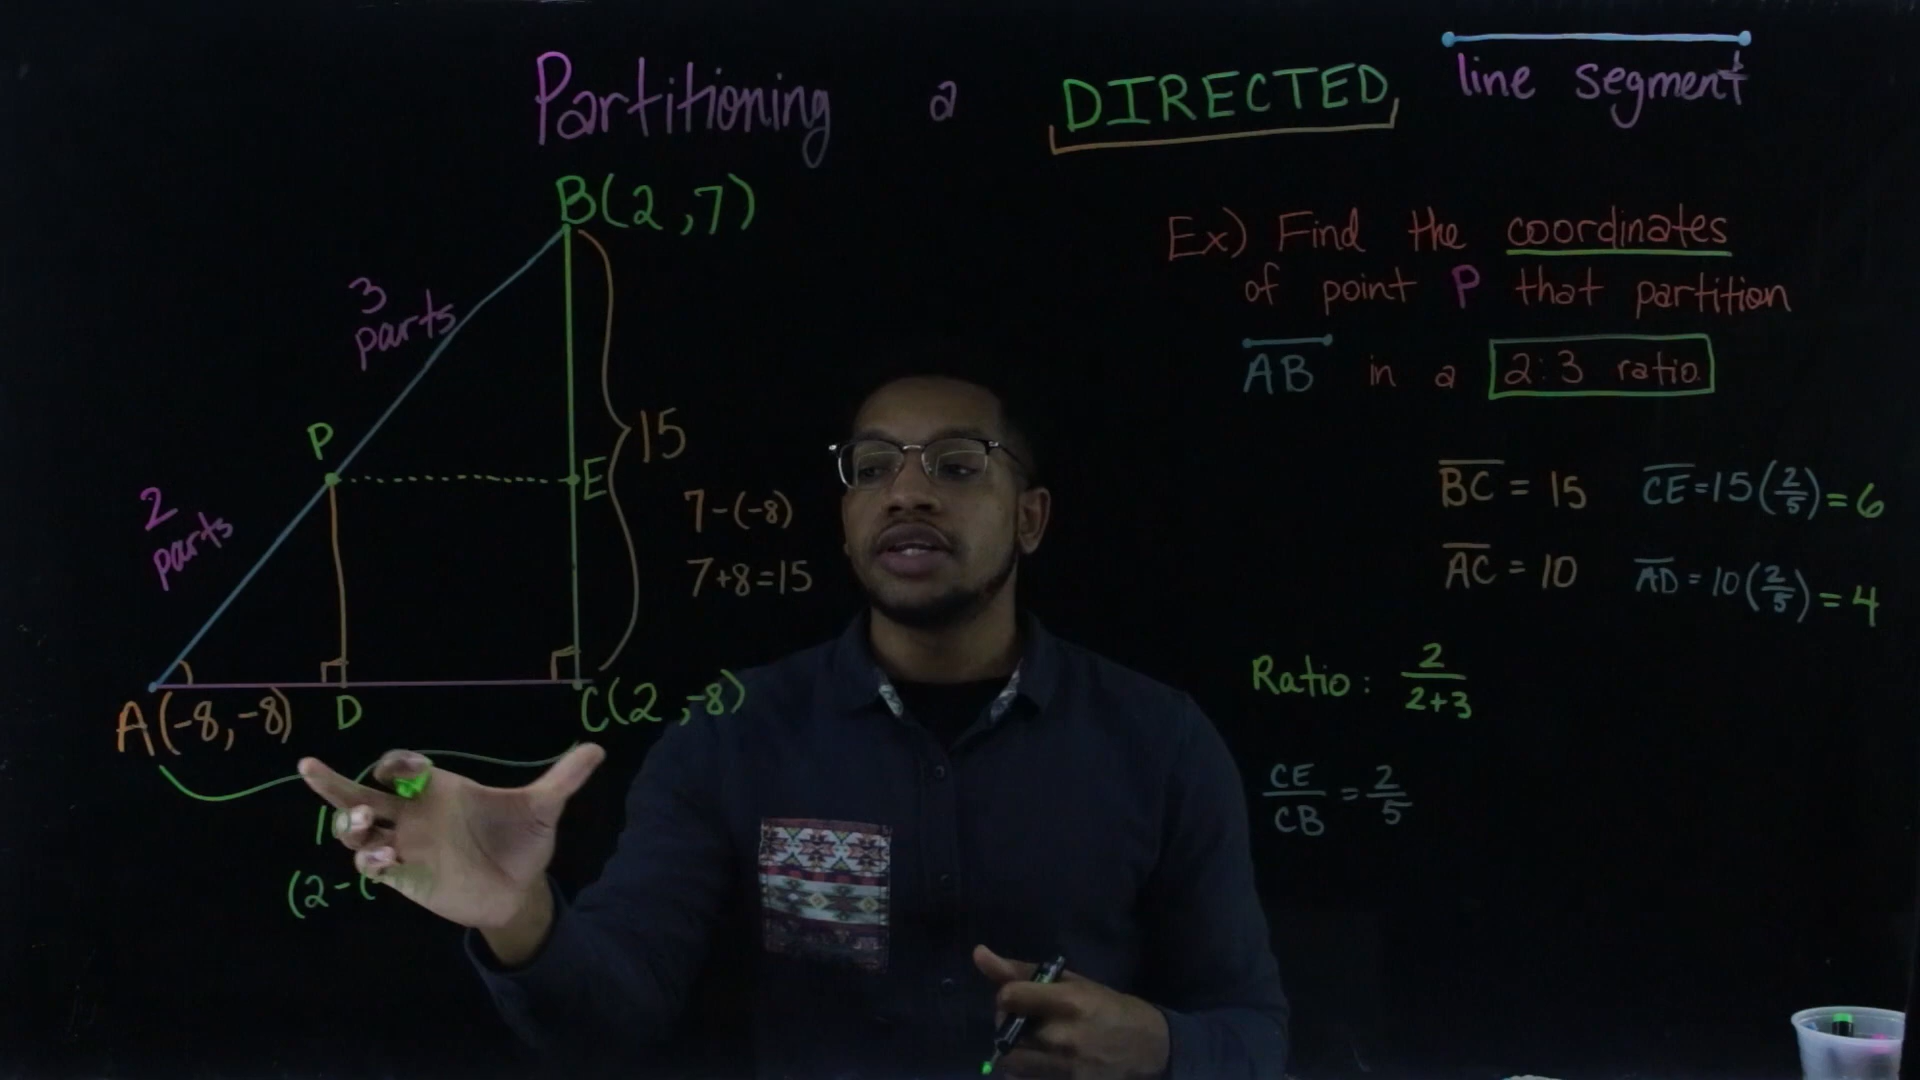 Partitioning a DIRECTED line segment
B(2,7)
3
parts
P
2
parts
E
15
7-(-8)
7+8=15
A(-8,-8)
D
C(2,-8)
(2-(
Ex) Find the coordinates
of point P that partition
AB in a 2:3 ratio.
BC = 15 CE=15(2/5)=6
AC = 10 AD=10(2/5)=4
Ratio: 2/2+3
CE/CB=2/5